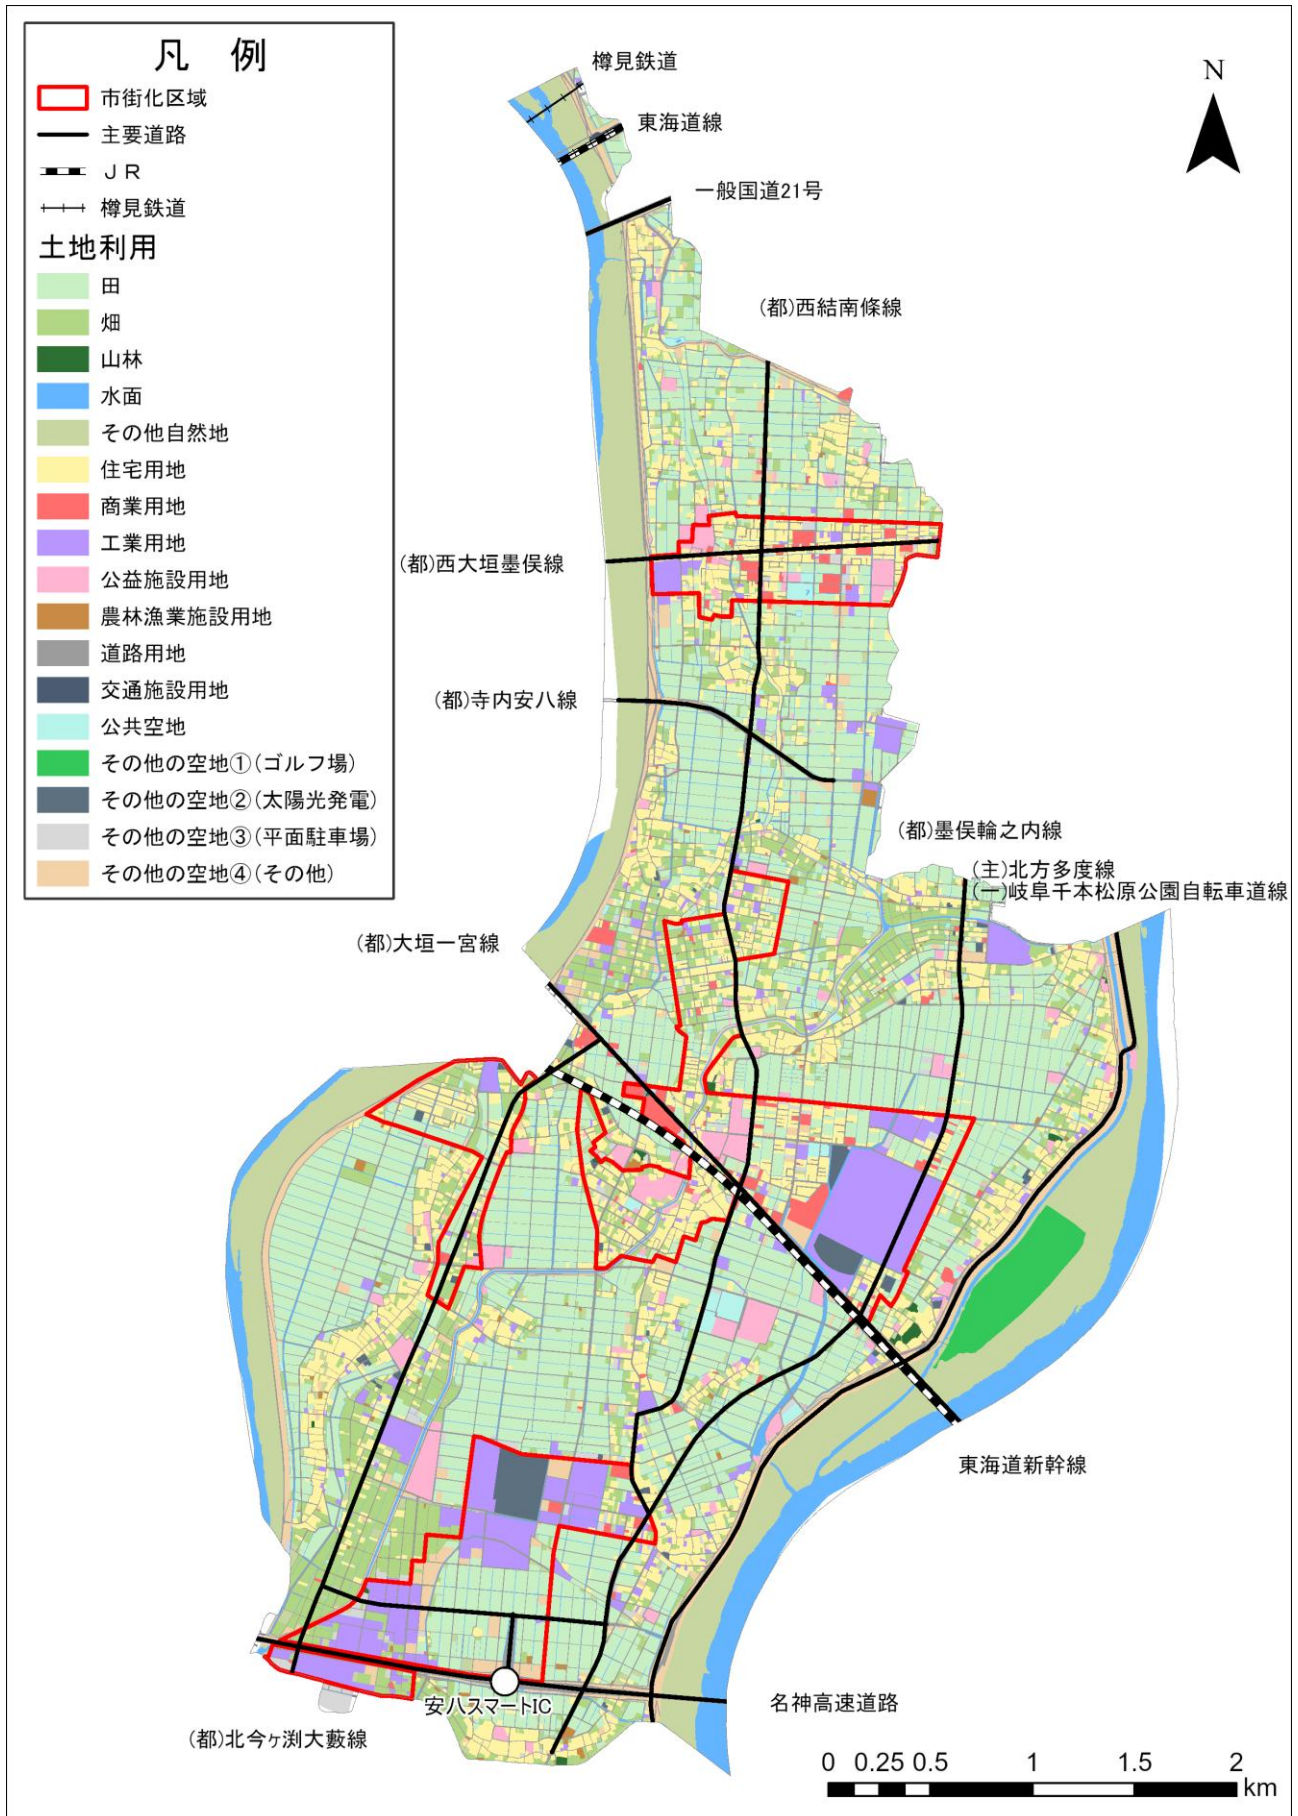 凡　例
市街化区域
主要道路
ＪＲ
樽見鉄道
土地利用
田
畑
山林
水面
その他自然地
住宅用地
商業用地
工業用地
公益施設用地
農林漁業施設用地
道路用地
交通施設用地
公共空地
その他の空地①(ゴルフ場)
その他の空地②(太陽光発電)
その他の空地③(平面駐車場)
その他の空地④(その他)
樽見鉄道
N
東海道線
一般国道21号
(都)西結南條線
(都)西大垣墨俣線
(都)寺内安八線
(都)墨俣輪之内線
(主)北方多度線
(一)岐阜千本松原公園自転車道線
(都)大垣一宮線
東海道新幹線
安八スマートIC
名神高速道路
(都)北今ヶ渕大藪線
0 0.25 0.5 1 1.5 2
km